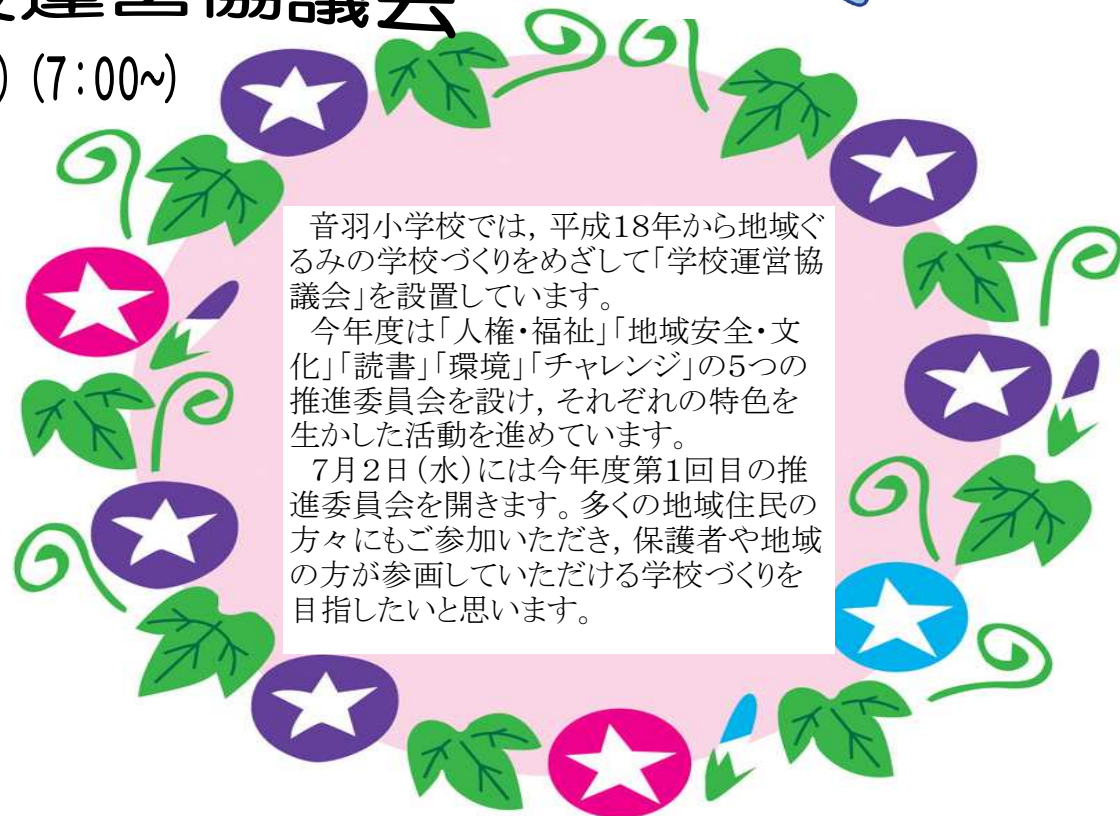 運営協議会
) (7:00~)
音羽小学校では,平成18年から地域ぐ
るみの学校づくりをめざして「学校運営協
議会」を設置しています。
今年度は「人権・福祉」「地域安全・文
化」「読書」「環境」「チャレンジ」の5つの
推進委員会を設け,それぞれの特色を
生かした活動を進めています。
7月2日(水)には今年度第1回目の推
進委員会を開きます。多くの地域住民の
方々にもご参加いただき,保護者や地域
の方が参画していただける学校づくりを
目指したいと思います。